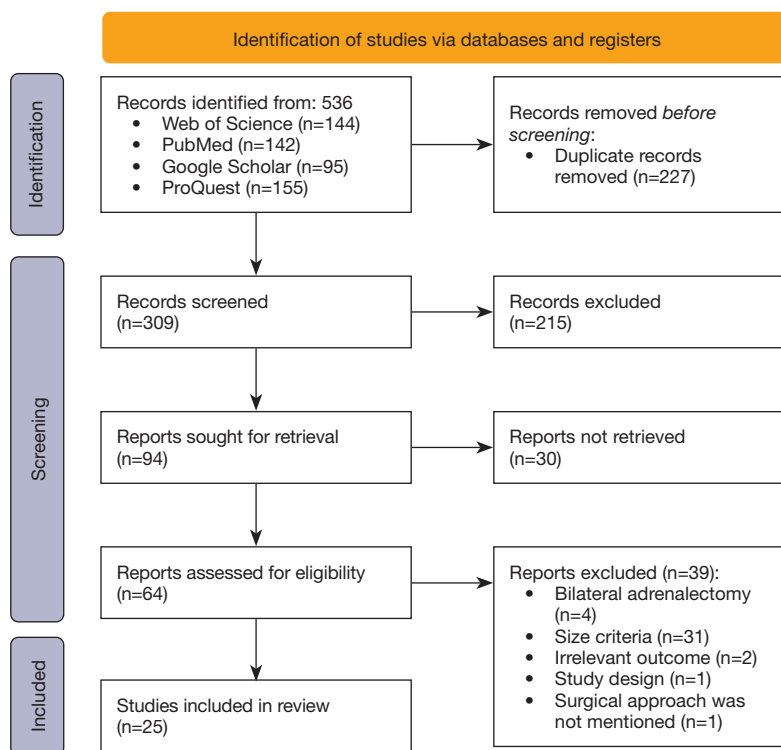 Identification of studies via databases and registers
Identification
Records identified from: 536
• Web of Science (n=144)
• PubMed (n=142)
• Google Scholar (n=95)
• ProQuest (n=155)
Records removed before
screening:
• Duplicate records
removed (n=227)
Screening
Records screened
(n=309)
Records excluded
(n=215)
Reports sought for retrieval
(n=94)
Reports not retrieved
(n=30)
Reports assessed for eligibility
(n=64)
Reports excluded (n=39):
• Bilateral adrenalectomy
(n=4)
• Size criteria (n=31)
• Irrelevant outcome (n=2)
• Study design (n=1)
• Surgical approach was
not mentioned (n=1)
Included
Studies included in review
(n=25)